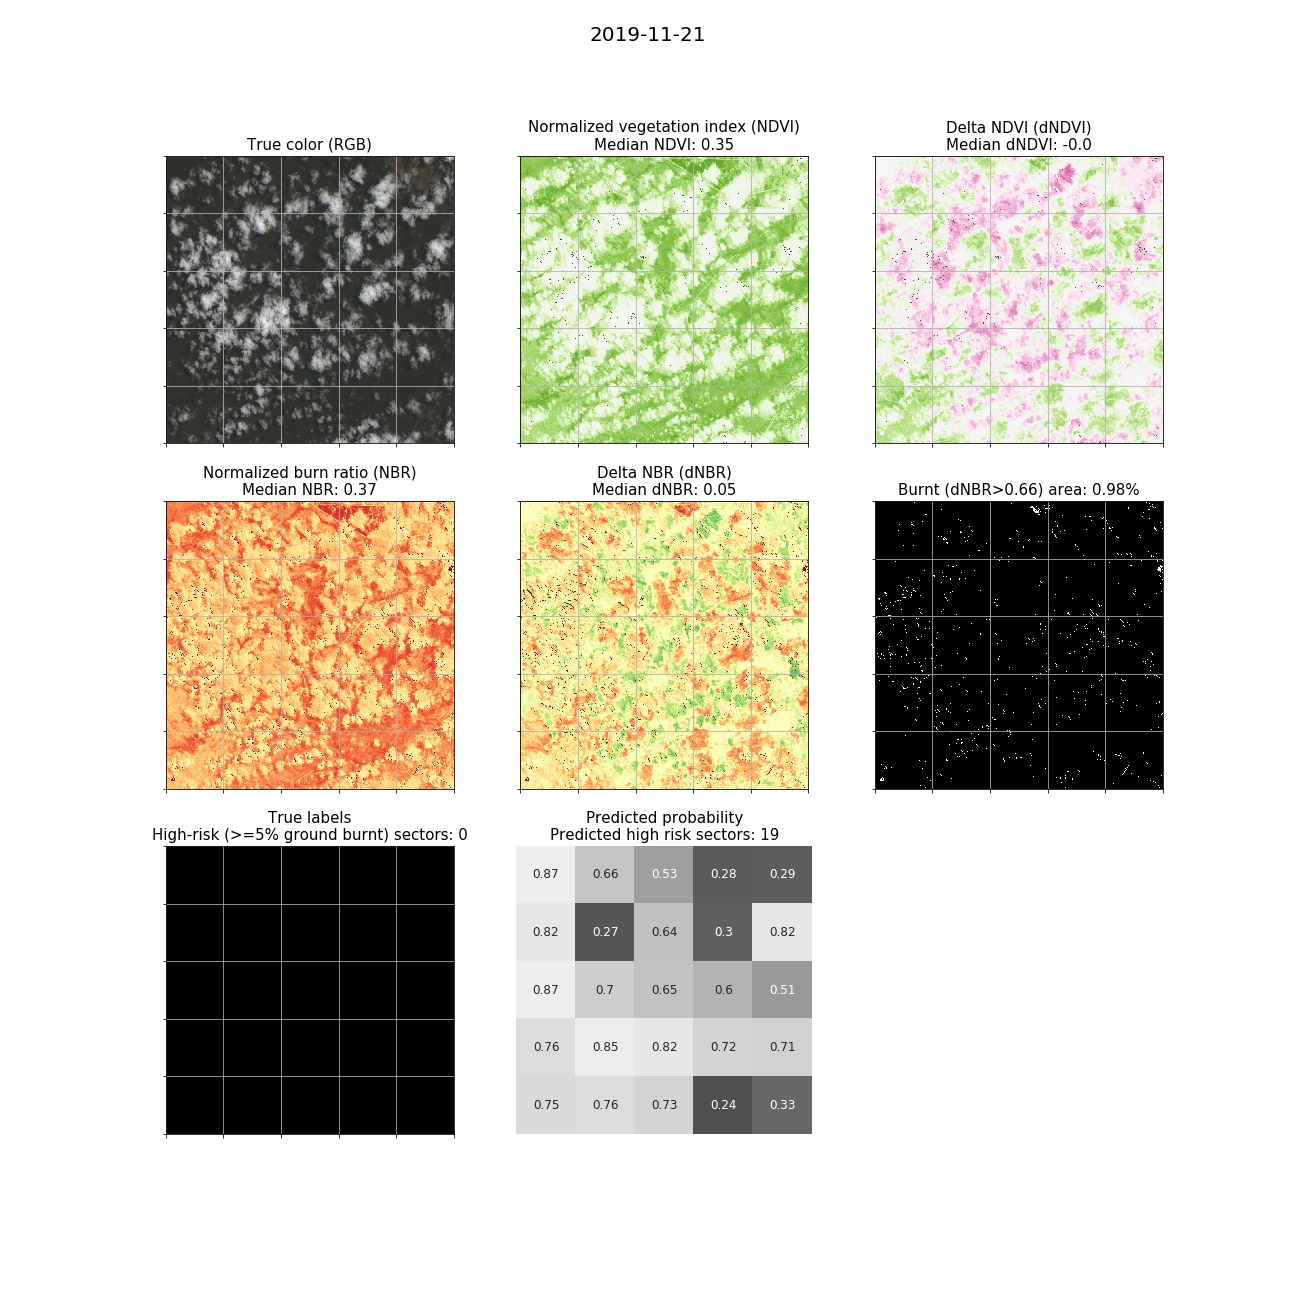 2019-11-21
True color (RGB)
Normalized vegetation index (NDVI)
Median NDVI: 0.35
Delta NDVI (dNDVI)
Median dNDVI: -0.0
Normalized burn ratio (NBR)
Median NBR: 0.37
Delta NBR (dNBR)
Median dNBR: 0.05
Burnt (dNBR>0.66) area: 0.98%
True labels
High-risk (>=5% ground burnt) sectors: 0
Predicted probability
Predicted high risk sectors: 19
0.87 0.66 0.53 0.28 0.29
0.82 0.27 0.64 0.3 0.82
0.87 0.7 0.65 0.6 0.51
0.76 0.85 0.82 0.72 0.71
0.75 0.76 0.73 0.24 0.33